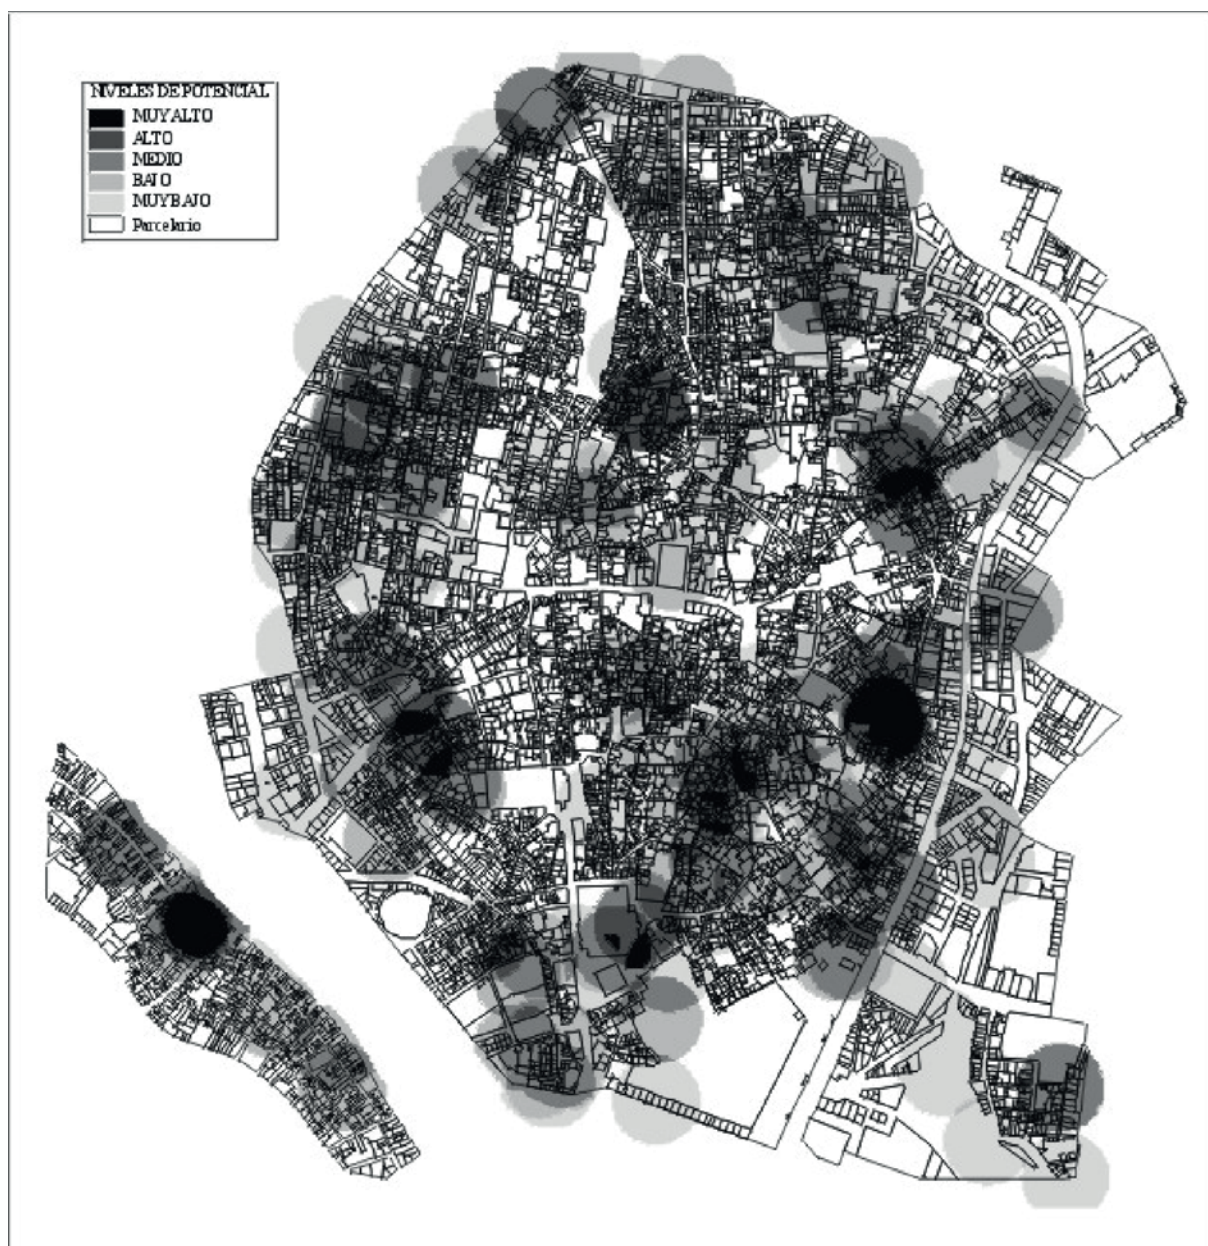 NIVELES DE POTENCIAL
MUY ALTO
ALTO
MEDIO
BAJO
MUY BAJO
Parcelario